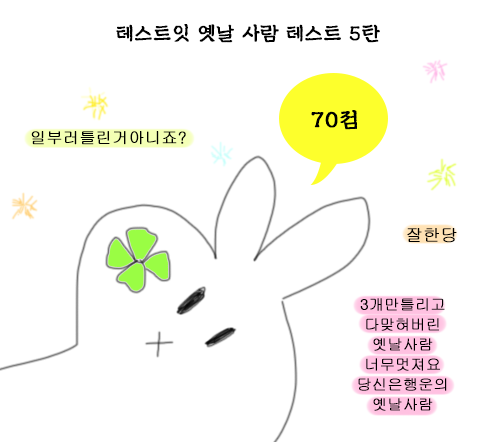 테스트잇 옛날 사람 테스트 5탄
70컴
일부러틀린거아니죠?
잘한당
3개만틀리고
다맞혀버린
옛날사람
너무멋져요
당신은행운의
옛날사람